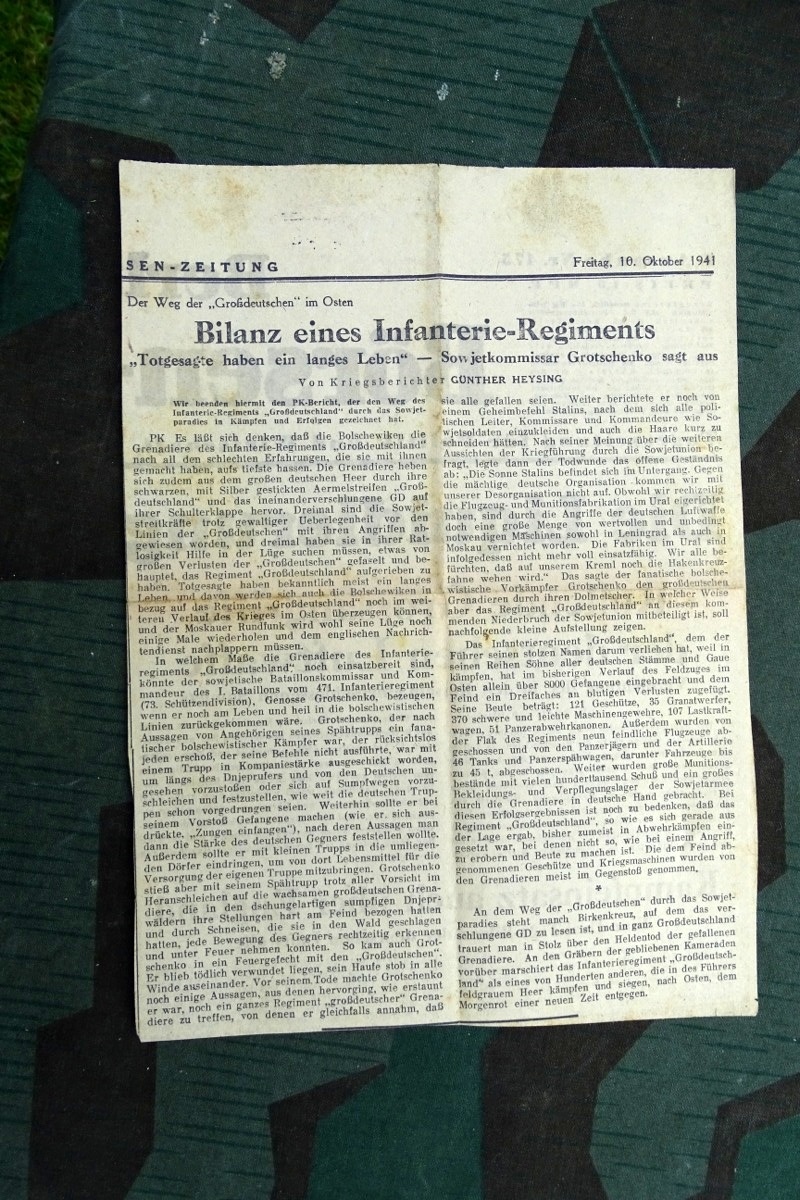 SEN-ZEITUNG
Freitag, 10. Oktober 1941
Der Weg der „Großdeutschen" im Osten
Bilanz eines Infanterie-Regiments
„Totgesagte haben ein langes Leben" — Sowjetkommissar Grotschenko sagt aus
Von Kriegsberichter GÜNTHER HEYSING
Wir beenden hiermit den PK-Bericht, der den Weg des
Infanterie-Regiments „Großdeutschland" durch das Sowjet-
paradies in Kämpfen und Erfolgen gezeichnet hat.
PK Es läßt sich denken, daß die Bolschewiken die
Grenadiere des Infanterie-Regiments „Großdeutschland"
nach all den schlechten Erfahrungen, die sie mit ihnen
gemacht haben, aufs tiefste hassen. Die Grenadiere heben
sich zudem aus dem großen deutschen Heer durch ihre
schwarzen, mit Silber gestickten Aermelstreifen „Groß-
deutschland" und das ineinanderverschlungene GD auf
ihrer Schulterklappe hervor. Dreimal sind die Sowjet-
streitkräfte trotz gewaltiger Ueberlegenheit vor den
Linien der „Großdeutschen" mit ihren Angriffen ab-
gewiesen worden, und dreimal haben sie in ihrer Rat-
losigkeit Hilfe in der Lüge suchen müssen, etwas von
großen Verlusten der „Großdeutschen" gefaselt und be-
hauptet, das Regiment „Großdeutschland" aufgerieben zu
haben. Totgesagte haben bekanntlich meist ein langes
Leben, und davon werden sich auch die Bolschewiken in
bezug auf das Regiment „Großdeutschland" noch im wei-
teren Verlauf des Krieges im Osten überzeugen können,
und der Moskauer Rundfunk wird wohl seine Lüge noch
einige Male wiederholen und dem englischen Nachrich-
tendienst nachplappern müssen.
In welchem Maße die Grenadiere des Infanterie-
regiments „Großdeutschland" noch einsatzbereit sind,
könnte der sowjetische Bataillonskommissar und Kom-
mandeur des I. Bataillons vom 471. Infanterieregiment
(73. Schützendivision), Genosse Grotschenko, bezeugen,
wenn er noch am Leben und heil in die bolschewistischen
Linien zurückgekommen wäre. Grotschenko, der nach
Aussagen von Angehörigen seines Spähtrupps ein fana-
tischer bolschewistischer Kämpfer war, der rücksichtslos
jeden erschoß, der seine Befehle nicht ausführte, war mit
einem Trupp in Kompaniestärke ausgeschickt worden,
um längs des Dnjeprufers und von den Deutschen un-
gesehen vorzustoßen oder sich auf Sumpfwegen vorzu-
schleichen und festzustellen, wie weit die deutschen Trup-
pen schon vorgedrungen seien. Weiterhin sollte er bei
seinem Vorstoß Gefangene machen (wie er sich aus-
drückte, „Zungen einfangen"), nach deren Aussagen man
dann die Stärke des deutschen Gegners feststellen wollte.
Außerdem sollte er mit kleinen Trupps in die umliegen-
den Dörfer eindringen, um von dort Lebensmittel für die
Versorgung der eigenen Truppe mitzubringen. Grotschenko
stieß aber mit seinem Spähtrupp trotz aller Vorsicht im
Heranschleichen auf die wachsamen großdeutschen Grena-
diere, die in den dschungelartigen sumpfigen Dnjepr-
wäldern ihre Stellungen hart am Feind bezogen hatten
und durch Schneisen, die sie in den Wald geschlagen
hatten, jede Bewegung des Gegners rechtzeitig erkennen
und unter Feuer nehmen konnten. So kam auch Grot-
schenko in ein Feuergefecht mit den „Großdeutschen".
Er blieb tödlich verwundet liegen, sein Haufe stob in alle
Winde auseinander. Vor seinem Tode machte Grotschenko
noch einige Aussagen, aus denen hervorging, wie erstaunt
er war, noch ein ganzes Regiment „großdeutscher" Grena-
diere zu treffen, von denen er gleichfalls annahm, daß
sie alle gefallen seien. Weiter berichtete er noch von
einem Geheimbefehl Stalins, nach dem sich alle poli-
tischen Leiter, Kommissare und Kommandeure wie So-
wjetsoldaten einzukleiden und auch die Haare kurz zu
schneiden hätten. Nach seiner Meinung über die weiteren
Aussichten der Kriegführung durch die Sowjetunion be-
fragt, legte dann der Todwunde das offene Geständnis
ab: „Die Sonne Stalins befindet sich im Untergang. Gegen
die mächtige deutsche Organisation kommen wir mit
unserer Desorganisation nicht auf. Obwohl wir rechtzeitig
die Flugzeug- und Munitionsfabrikation im Ural eigerichtet
haben, sind durch die Angriffe der deutschen Luftwaffe
doch eine große Menge von wertvollen und unbedingt
notwendigen Maschinen sowohl in Leningrad als auch in
Moskau vernichtet worden. Die Fabriken im Ural sind
infolgedessen nicht mehr voll einsatzfähig. Wir alle be-
fürchten, daß auf unserem Kreml noch die Hakenkreuz-
fahne wehen wird." Das sagte der fanatische bolsche-
wistische Vorkämpfer Grotschenko den großdeutschen
Grenadieren durch ihren Dolmetscher. In welcher Weise
aber das Regiment „Großdeutschland" an diesem kom-
menden Niederbruch der Sowjetunion mitbeteiligt ist, soll
nachfolgende kleine Aufstellung zeigen.
Das Infanterieregiment „Großdeutschland", dem der
Führer seinen stolzen Namen darum verliehen hat, weil in
seinen Reihen Söhne aller deutschen Stämme und Gaue
kämpfen, hat im bisherigen Verlauf des Feldzuges im
Osten allein über 8000 Gefangene eingebracht und dem
Feind ein Dreifaches an blutigen Verlusten zugefügt.
Seine Beute beträgt: 121 Geschütze, 35 Granatwerfer,
370 schwere und leichte Maschinengewehre, 107 Lastkraft-
wagen, 51 Panzerabwehrkanonen. Außerdem wurden von
der Flak des Regiments neun feindliche Flugzeuge ab-
geschossen und von den Panzerjägern und der Artillerie
46 Tanks und Panzerspähwagen, darunter Fahrzeuge bis
zu 45 t, abgeschossen. Weiter wurden große Munitions-
bestände mit vielen hunderttausend Schuß und ein großes
Bekleidungs- und Verpflegungslager der Sowjetarmee
durch die Grenadiere in deutsche Hand gebracht. Bei
diesen Erfolgsergebnissen ist noch zu bedenken, daß das
Regiment „Großdeutschland", so wie es sich gerade aus
der Lage ergab, bisher zumeist in Abwehrkämpfen ein-
gesetzt war, bei denen nicht so, wie bei einem Angriff,
zu erobern und Beute zu machen ist. Die dem Feind ab-
genommenen Geschütze und Kriegsmaschinen wurden von
den Grenadieren meist im Gegenstoß genommen.
*
An dem Weg der „Großdeutschen" durch das Sowjet-
paradies steht manch Birkenkreuz, auf dem das ver-
schlungene GD zu lesen ist, und in ganz Großdeutschland
trauert man in Stolz über den Heldentod der gefallenen
Grenadiere. An den Gräbern der gebliebenen Kameraden
vorüber marschiert das Infanterieregiment „Großdeutsch-
land" als eines von Hunderten anderen, die in des Führers
feldgrauem Heer kämpfen und siegen, nach Osten, dem
Morgenrot einer neuen Zeit entgegen.